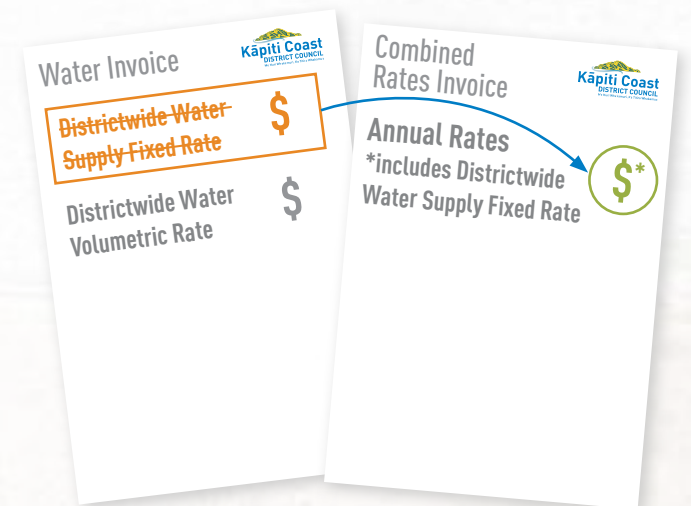 Water Invoice
Kāpiti Coast
DISTRICT COUNCIL
Districtwide Water
Supply Fixed Rate
$
Districtwide Water
Volumetric Rate
$
Combined
Rates Invoice
Kāpiti Coast
DISTRICT COUNCIL
Annual Rates
*includes Districtwide
Water Supply Fixed Rate
$*